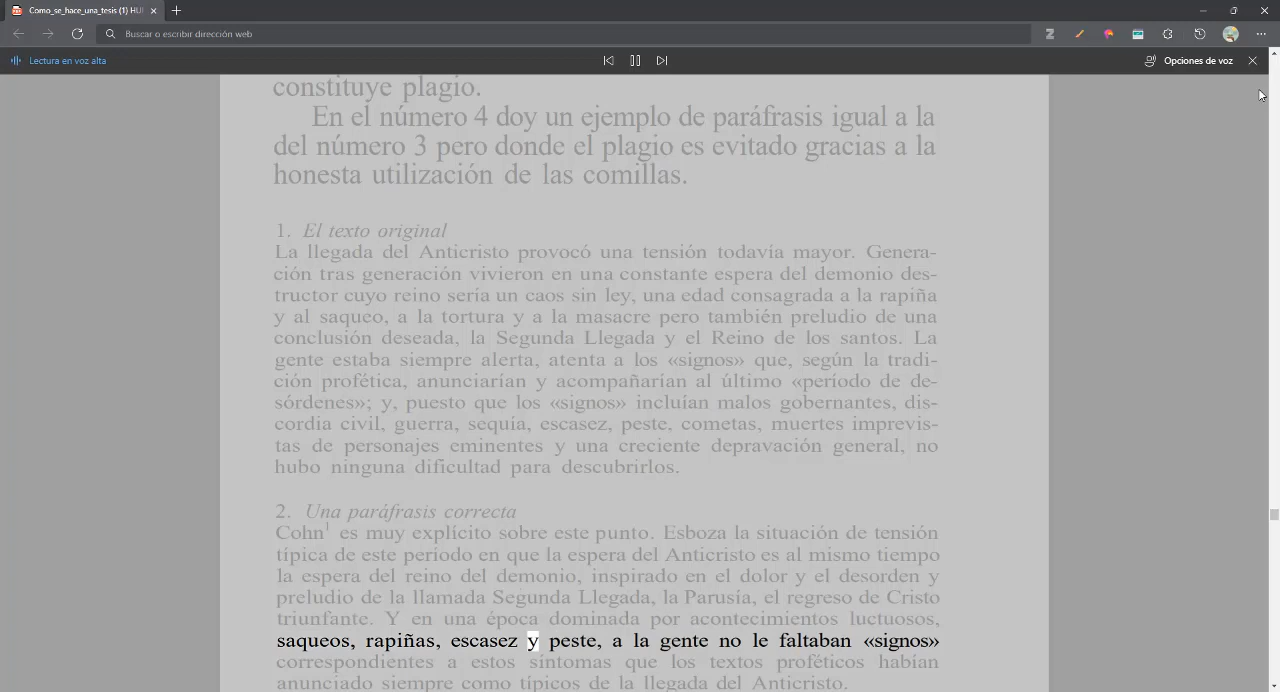 Como_se_hace_una_tesis (1) HU
Buscar o escribir dirección web
Lectura en voz alta
Opciones de voz
constituye plagio.
En el número 4 doy un ejemplo de paráfrasis igual a la
del número 3 pero donde el plagio es evitado gracias a la
honesta utilización de las comillas.
1. El texto original
La llegada del Anticristo provocó una tensión todavía mayor. Genera-
ción tras generación vivieron en una constante espera del demonio des-
tructor cuyo reino sería un caos sin ley, una edad consagrada a la rapiña
y al saqueo, a la tortura y a la masacre pero también preludio de una
conclusión deseada, la Segunda Llegada y el Reino de los santos. La
gente estaba siempre alerta, atenta a los «signos» que, según la tradi-
ción profética, anunciarían y acompañarían al último «período de de-
sórdenes»; y, puesto que los «signos» incluían malos gobernantes, dis-
cordia civil, guerra, sequía, escasez, peste, cometas, muertes imprevis-
tas de personajes eminentes y una creciente depravación general, no
hubo ninguna dificultad para descubrirlos.
2. Una paráfrasis correcta
Cohn¹ es muy explícito sobre este punto. Esboza la situación de tensión
típica de este período en que la espera del Anticristo es al mismo tiempo
la espera del reino del demonio, inspirado en el dolor y el desorden y
preludio de la llamada Segunda Llegada, la Parusía, el regreso de Cristo
triunfante. Y en una época dominada por acontecimientos luctuosos,
saqueos, rapiñas, escasez y peste, a la gente no le faltaban «signos»
correspondientes a estos síntomas que los textos proféticos habían
anunciado siempre como típicos de la llegada del Anticristo.